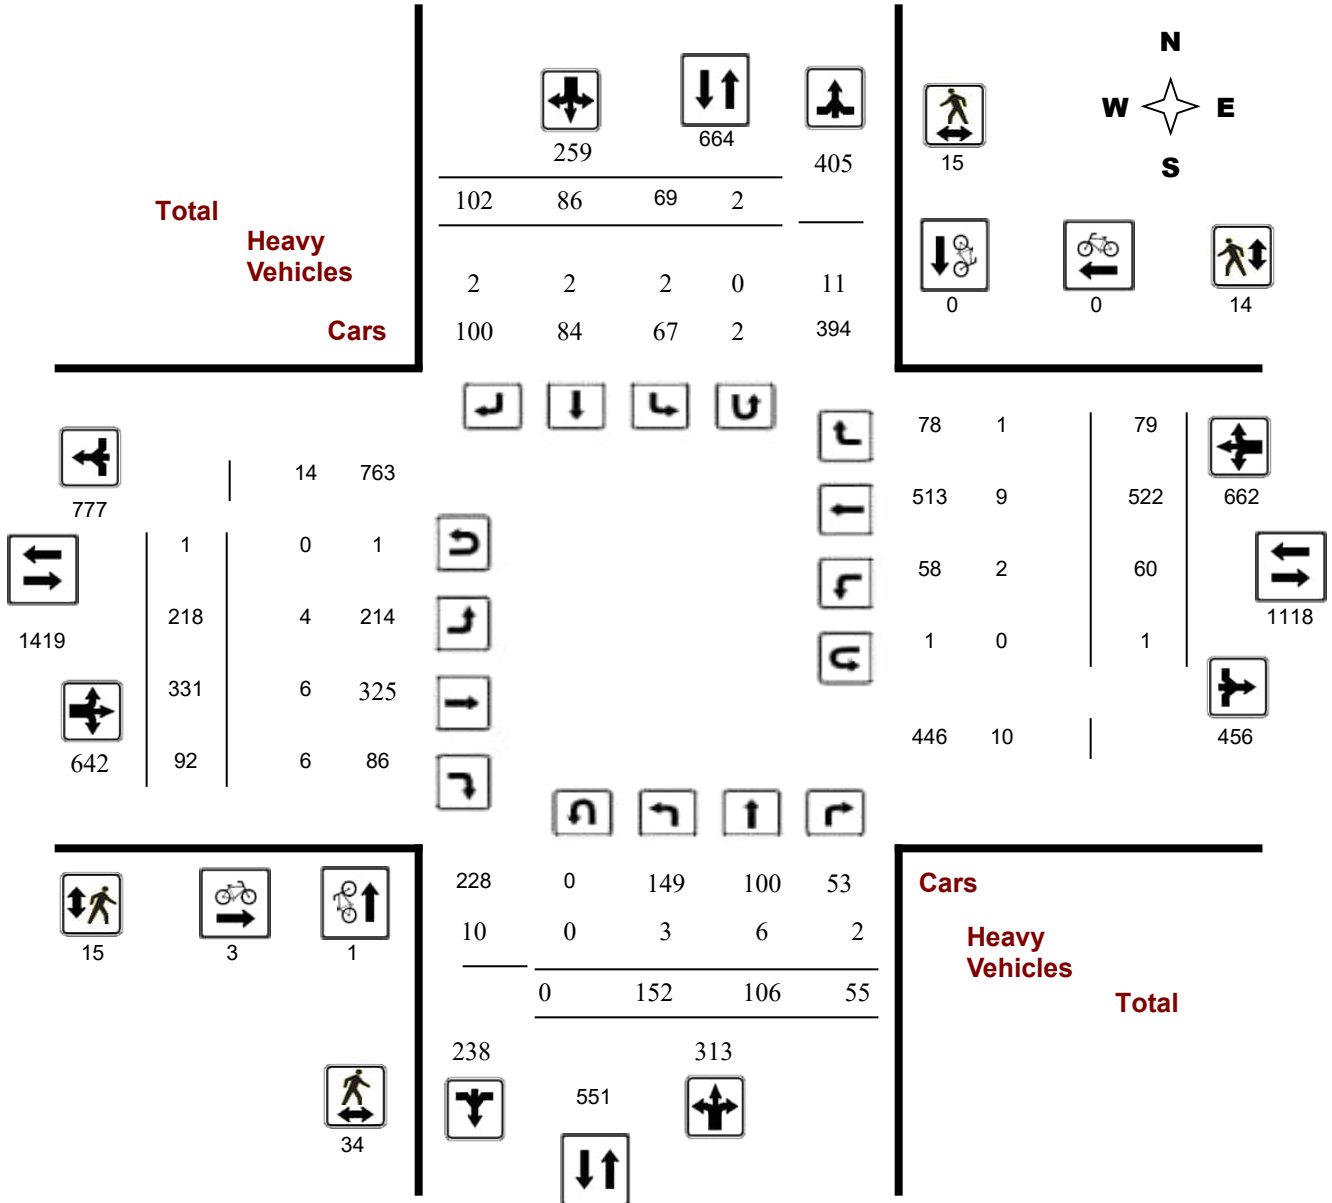 N
W E
S
259 664 405 15
Total 102 86 69 2
Heavy
Vehicles
2 2 2 0 11
0 0 14
Cars 100 84 67 2 394
78 1 79
14 763
777
513 9 522 662
1 0 1
58 2 60
218 4 214
1419
1118
1 0 1
331 6 325
642 92 6 86
446 10 456
228 0 149 100 53 Cars
15 3 1
10 0 3 6 2 Heavy
Vehicles
0 152 106 55 Total
238 313
551
34